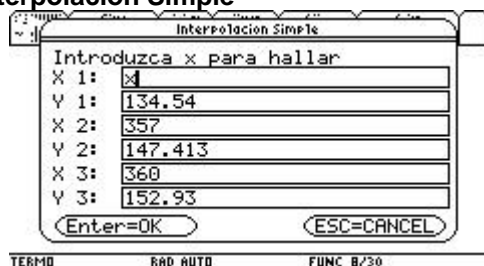 terpolación Simple
Interpolacion Simple
Introduzca x para hallar
X 1: x
Y 1: 134.54
X 2: 357
Y 2: 147.413
X 3: 360
Y 3: 152.93
Enter=OK ESC=CANCEL
TERMO RAD AUTO FUNC 8/30